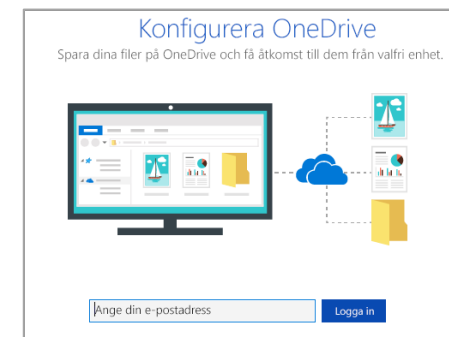 Konfigurera OneDrive
Spara dina filer på OneDrive och få åtkomst till dem från valfri enhet.
Ange din e-postadress
Logga in